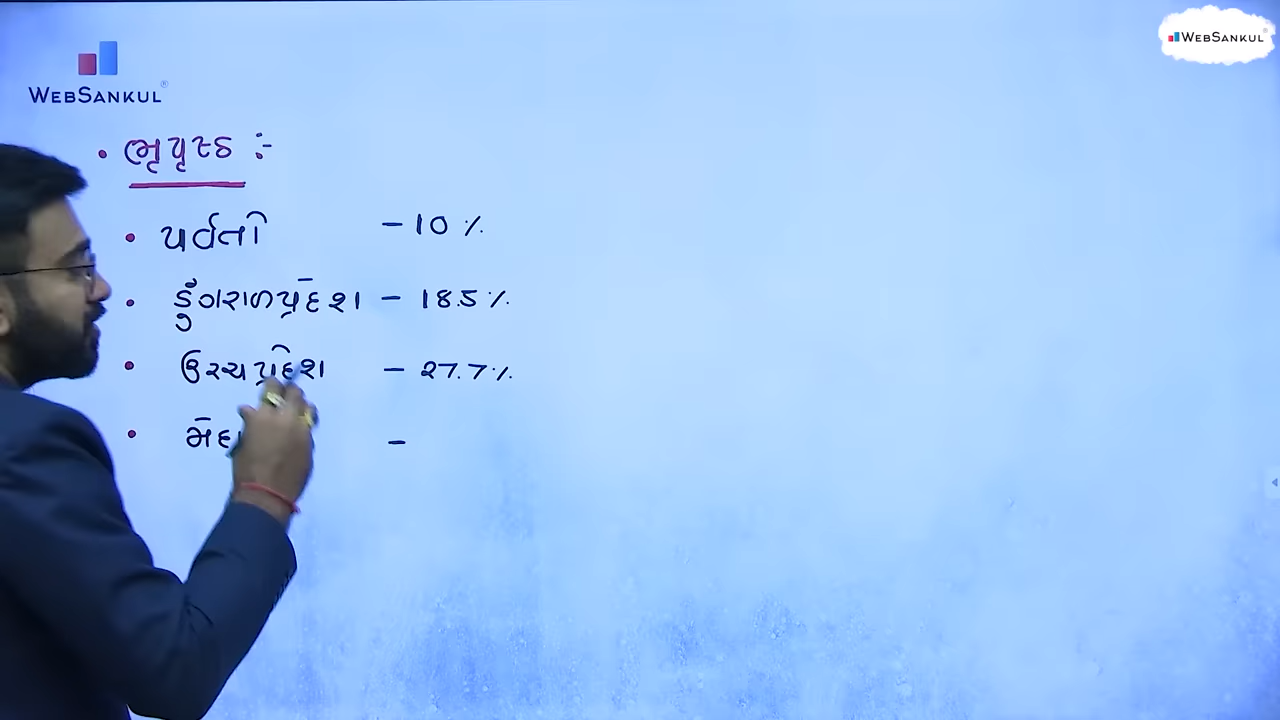 WEBSANKUL
WEBSANKUL
• ભૂપૃષ્ઠ :-
• પર્વતો - 10 %
• ડુંગરાળપ્રદેશ - 18.5 %
• ઉચ્ચપ્રદેશ - 27.7 %
• -